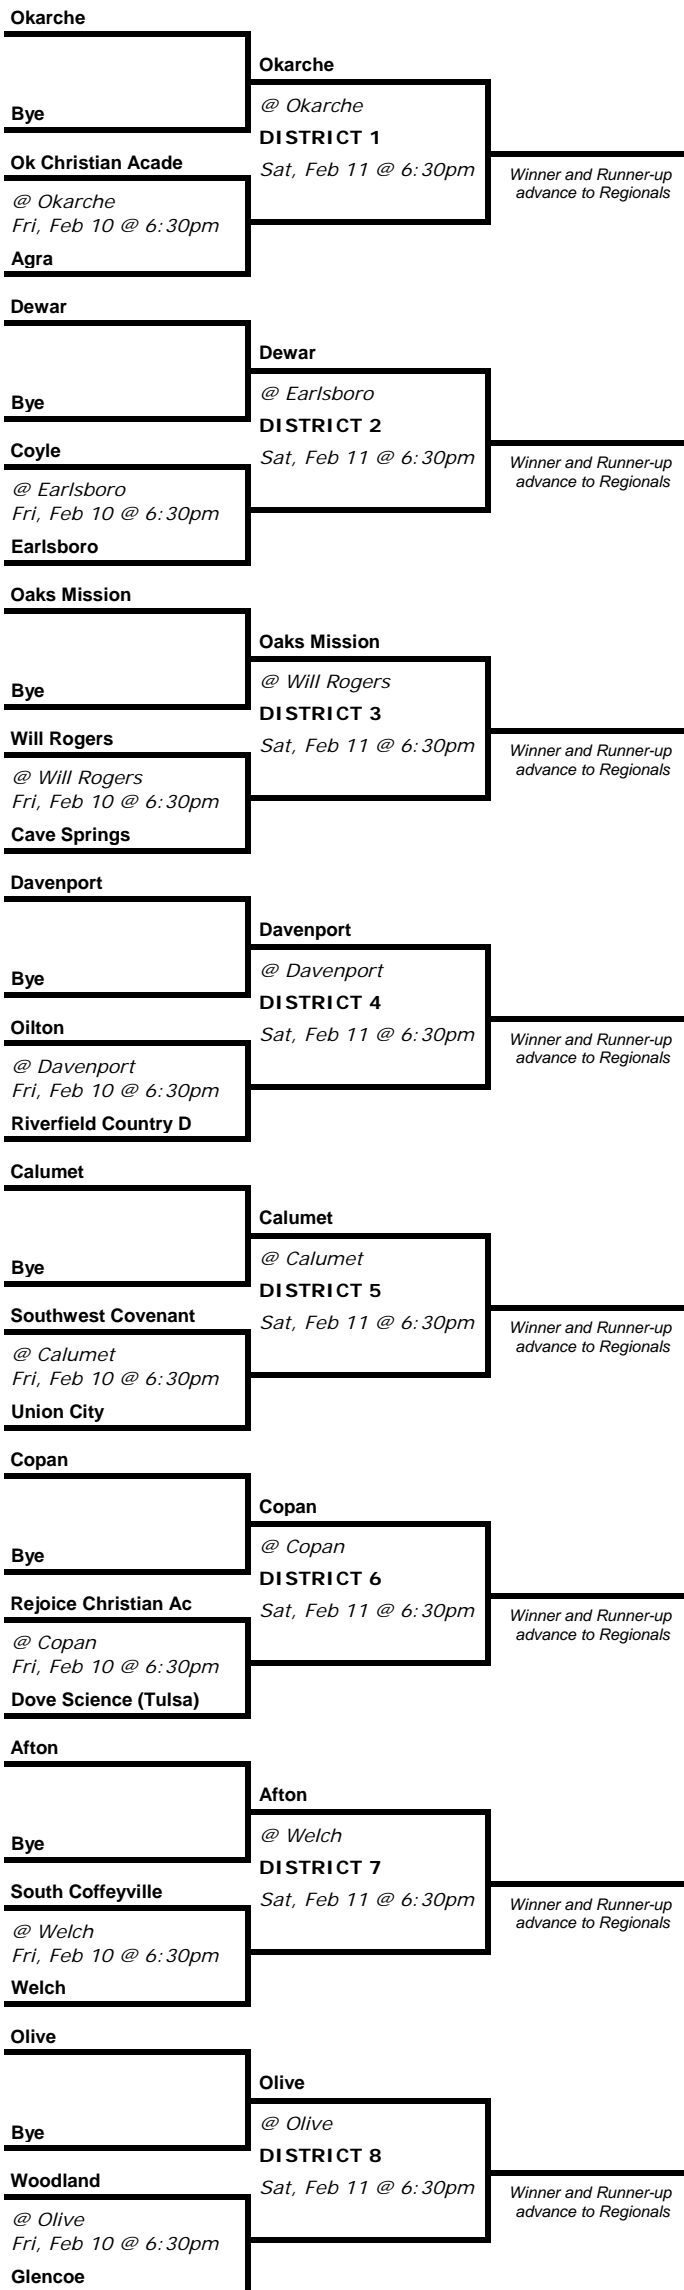 Okarche
Okarche
Bye
@ Okarche
DISTRICT 1
Ok Christian Acade
Sat, Feb 11 @ 6:30pm
Winner and Runner-up
advance to Regionals
@ Okarche
Fri, Feb 10 @ 6:30pm
Agra
Dewar
Dewar
Bye
@ Earlsboro
DISTRICT 2
Coyle
Sat, Feb 11 @ 6:30pm
Winner and Runner-up
advance to Regionals
@ Earlsboro
Fri, Feb 10 @ 6:30pm
Earlsboro
Oaks Mission
Oaks Mission
Bye
@ Will Rogers
DISTRICT 3
Will Rogers
Sat, Feb 11 @ 6:30pm
Winner and Runner-up
advance to Regionals
@ Will Rogers
Fri, Feb 10 @ 6:30pm
Cave Springs
Davenport
Davenport
Bye
@ Davenport
DISTRICT 4
Oilton
Sat, Feb 11 @ 6:30pm
Winner and Runner-up
advance to Regionals
@ Davenport
Fri, Feb 10 @ 6:30pm
Riverfield Country D
Calumet
Calumet
Bye
@ Calumet
DISTRICT 5
Southwest Covenant
Sat, Feb 11 @ 6:30pm
Winner and Runner-up
advance to Regionals
@ Calumet
Fri, Feb 10 @ 6:30pm
Union City
Copan
Copan
Bye
@ Copan
DISTRICT 6
Rejoice Christian Ac
Sat, Feb 11 @ 6:30pm
Winner and Runner-up
advance to Regionals
@ Copan
Fri, Feb 10 @ 6:30pm
Dove Science (Tulsa)
Afton
Afton
Bye
@ Welch
DISTRICT 7
South Coffeyville
Sat, Feb 11 @ 6:30pm
Winner and Runner-up
advance to Regionals
@ Welch
Fri, Feb 10 @ 6:30pm
Welch
Olive
Olive
Bye
@ Olive
DISTRICT 8
Woodland
Sat, Feb 11 @ 6:30pm
Winner and Runner-up
advance to Regionals
@ Olive
Fri, Feb 10 @ 6:30pm
Glencoe